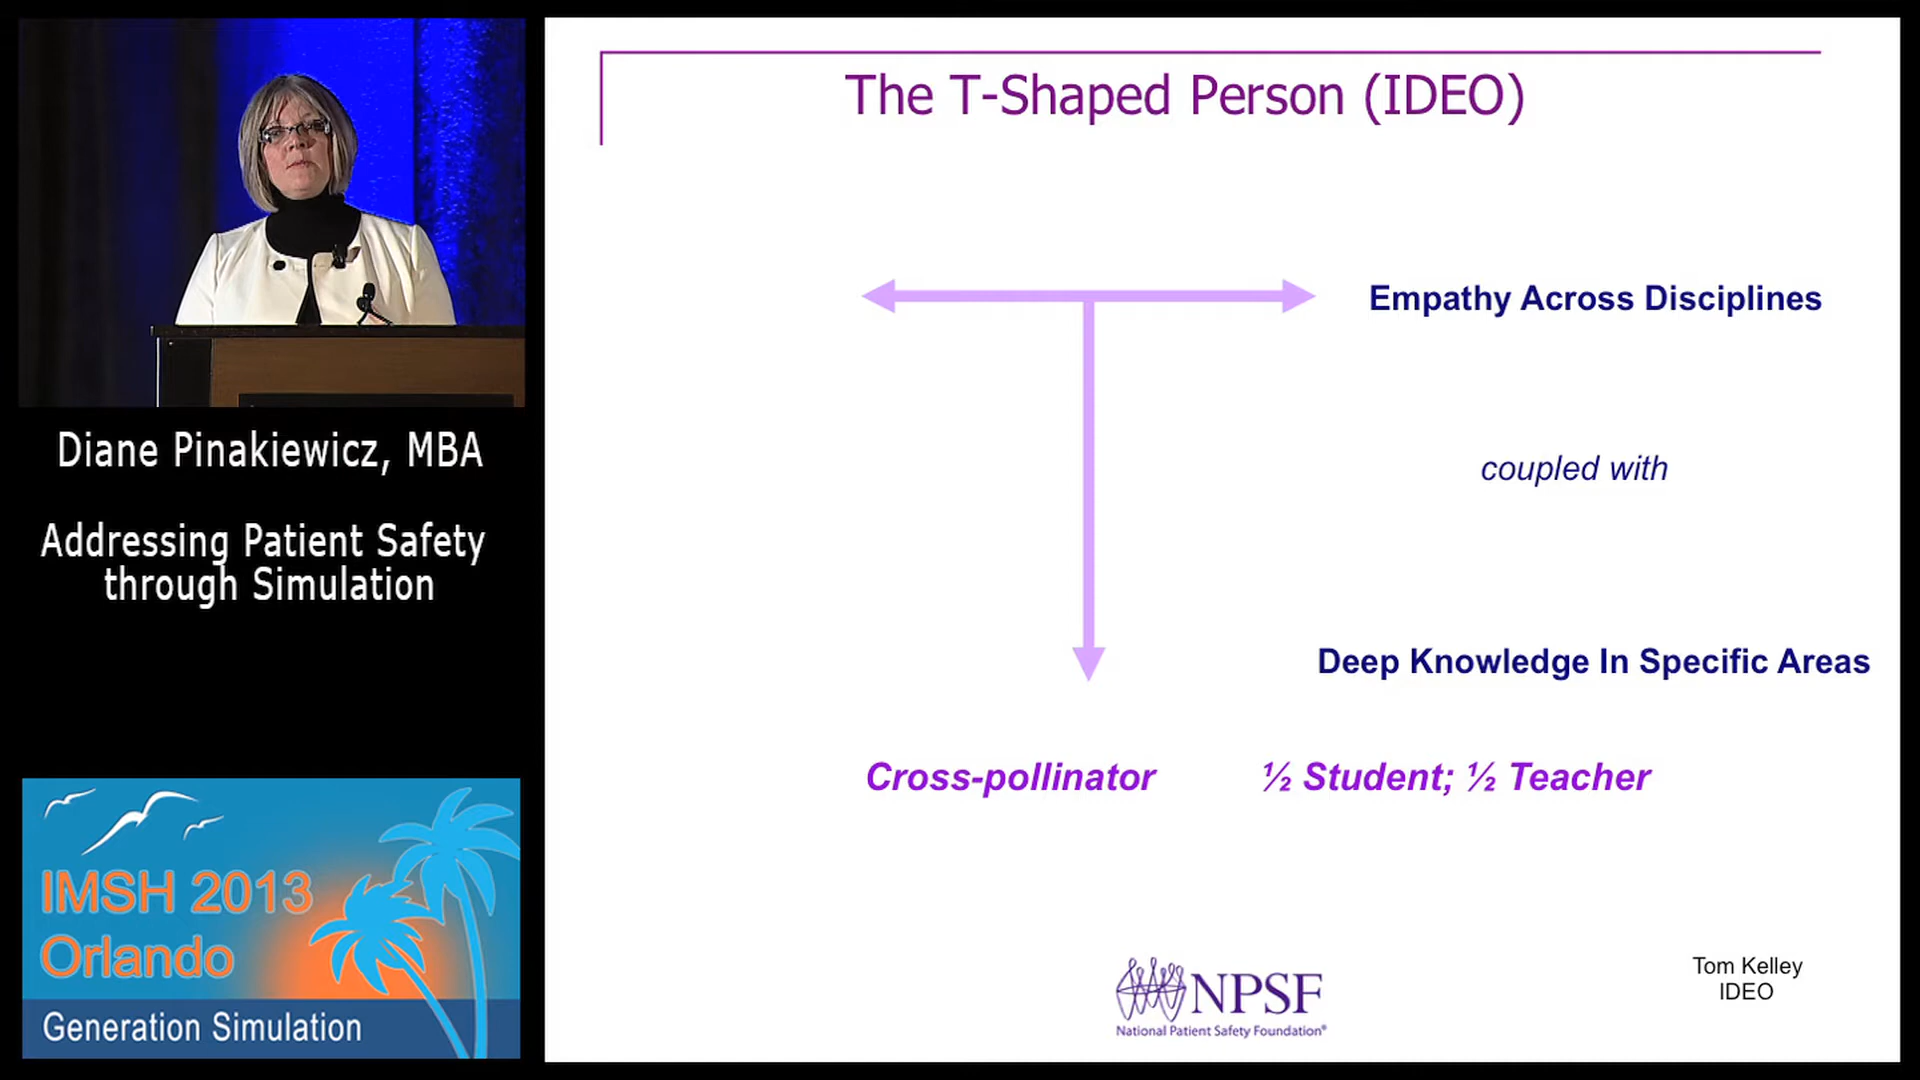 Diane Pinakiewicz, MBA
Addressing Patient Safety
through Simulation
IMSH 2013
Orlando
Generation Simulation
The T-Shaped Person (IDEO)
Empathy Across Disciplines
coupled with
Deep Knowledge In Specific Areas
Cross-pollinator ½ Student; ½ Teacher
NPSF
National Patient Safety Foundation®
Tom Kelley
IDEO